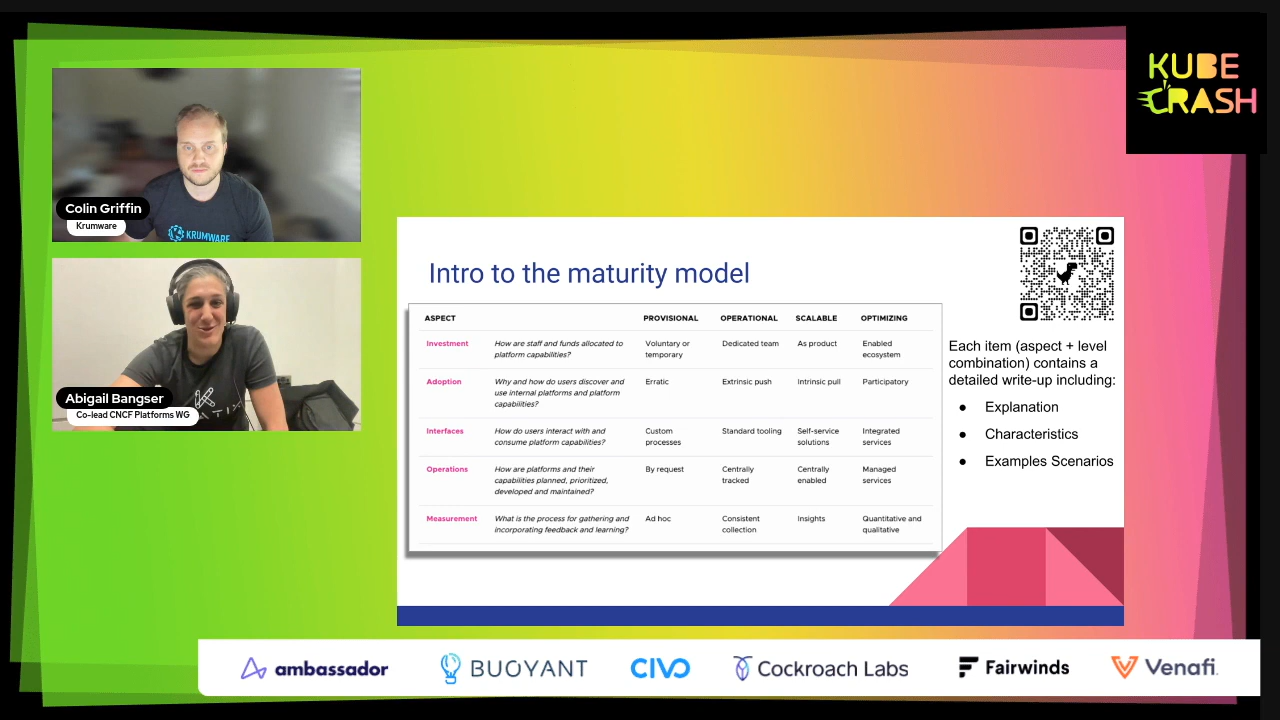 KUBE
CRASH
Colin Griffin
Krumware
KRUMWARE
Abigail Bangser
Co-lead CNCF Platforms WG
Intro to the maturity model
ASPECT PROVISIONAL OPERATIONAL SCALABLE OPTIMIZING
Investment How are staff and funds allocated to Voluntary or Dedicated team As product Enabled
platform capabilities? temporary ecosystem
Adoption Why and how do users discover and Erratic Extrinsic push Intrinsic pull Participatory
use internal platforms and platform
capabilities?
Interfaces How do users interact with and Custom Standard tooling Self-service Integrated
consume platform capabilities? processes solutions services
Operations How are platforms and their By request Centrally Centrally Managed
capabilities planned, prioritized, tracked enabled services
developed and maintained?
Measurement What is the process for gathering and Ad hoc Consistent Insights Quantitative and
incorporating feedback and learning? collection qualitative
Each item (aspect + level
combination) contains a
detailed write-up including:
● Explanation
● Characteristics
● Examples Scenarios
ambassador BUOYANT CIVO Cockroach Labs Fairwinds Venafi